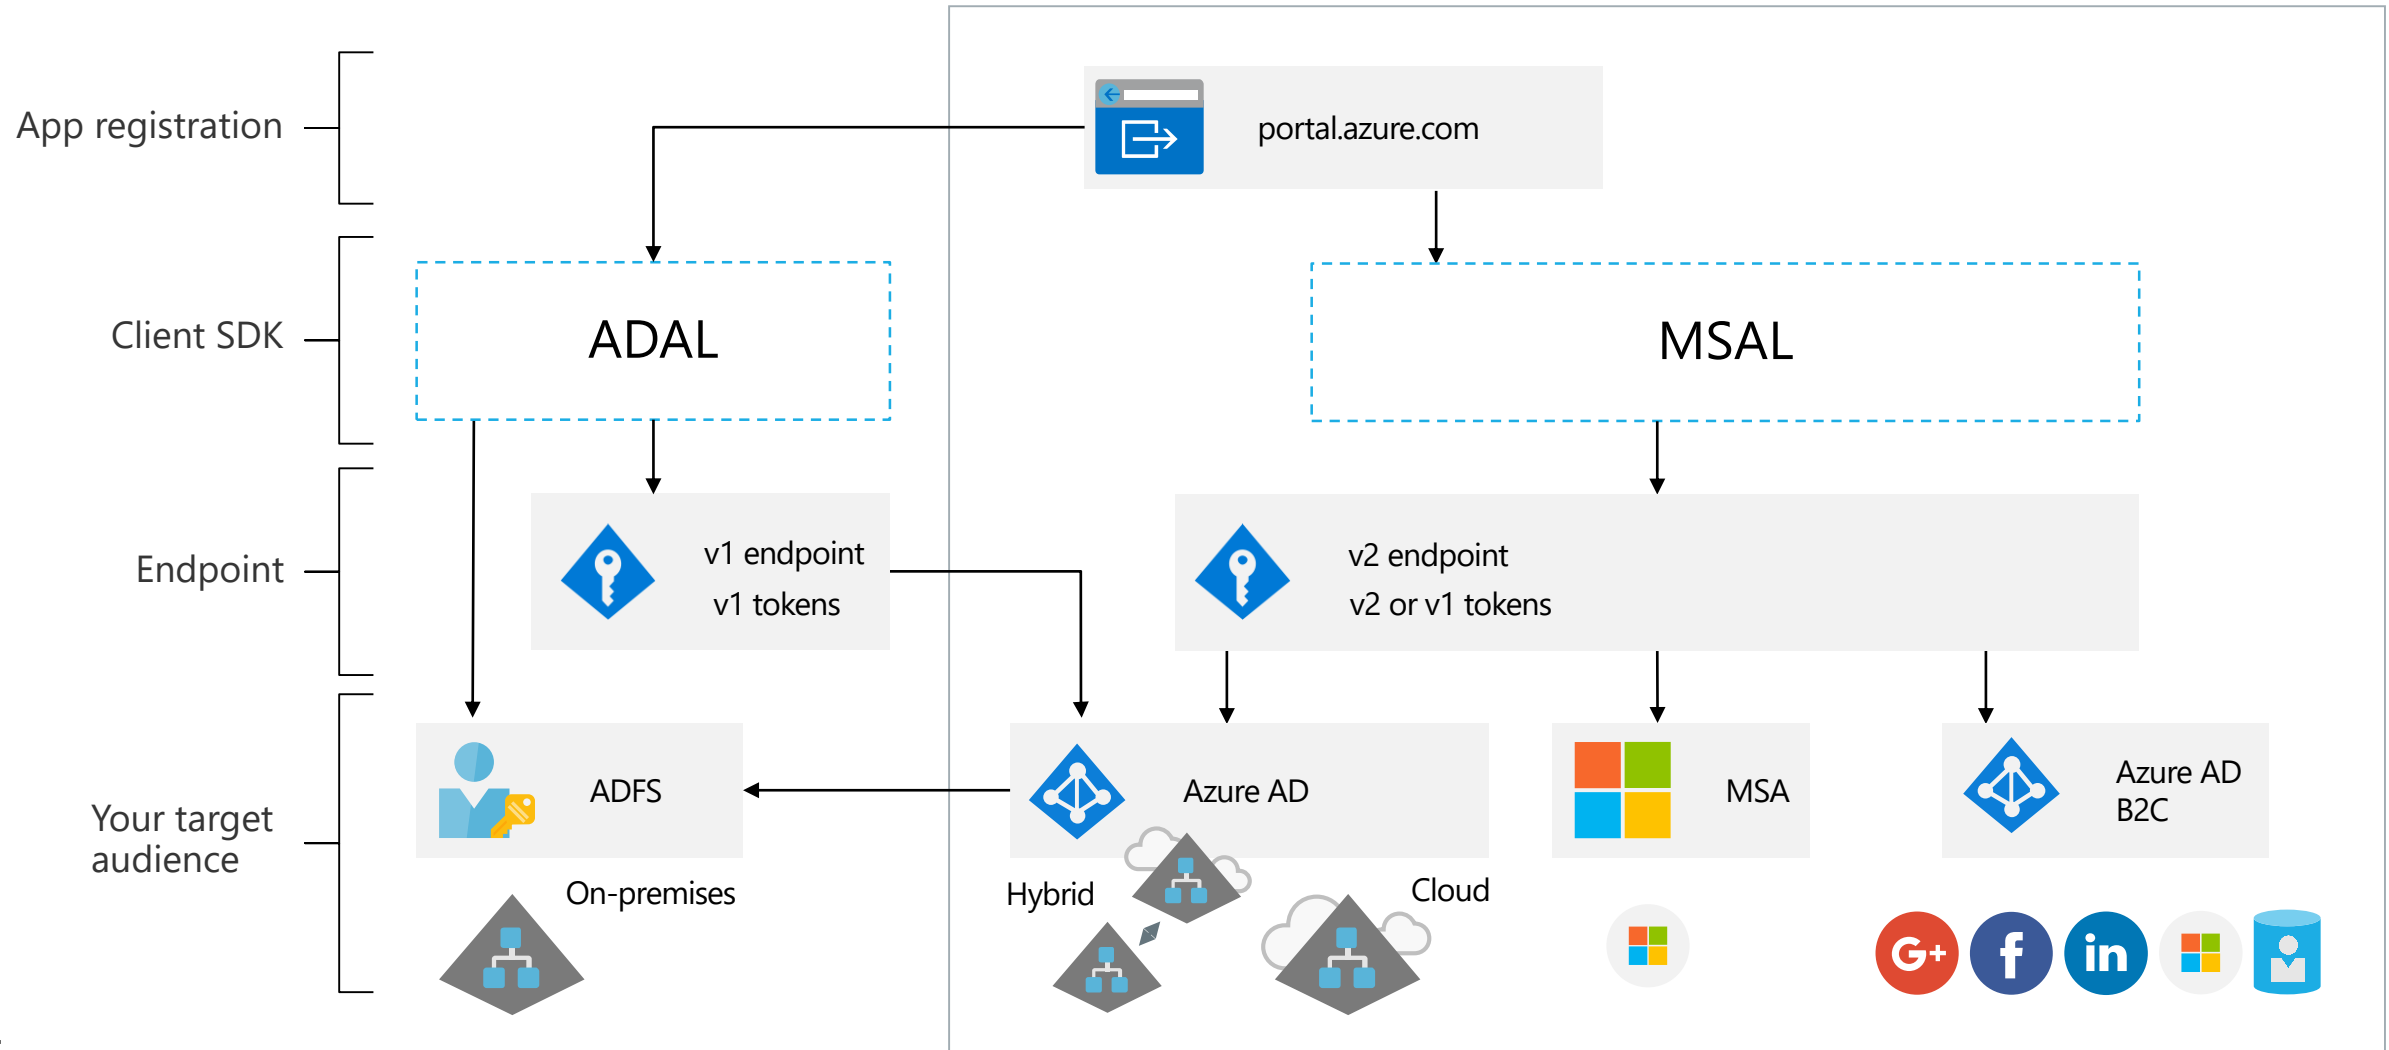 App registration
portal.azure.com
Client SDK
ADAL
MSAL
Endpoint
v1 endpoint
v1 tokens
v2 endpoint
v2 or v1 tokens
Your target
audience
ADFS
Azure AD
MSA
Azure AD
B2C
On-premises
Hybrid
Cloud
G+
f
in